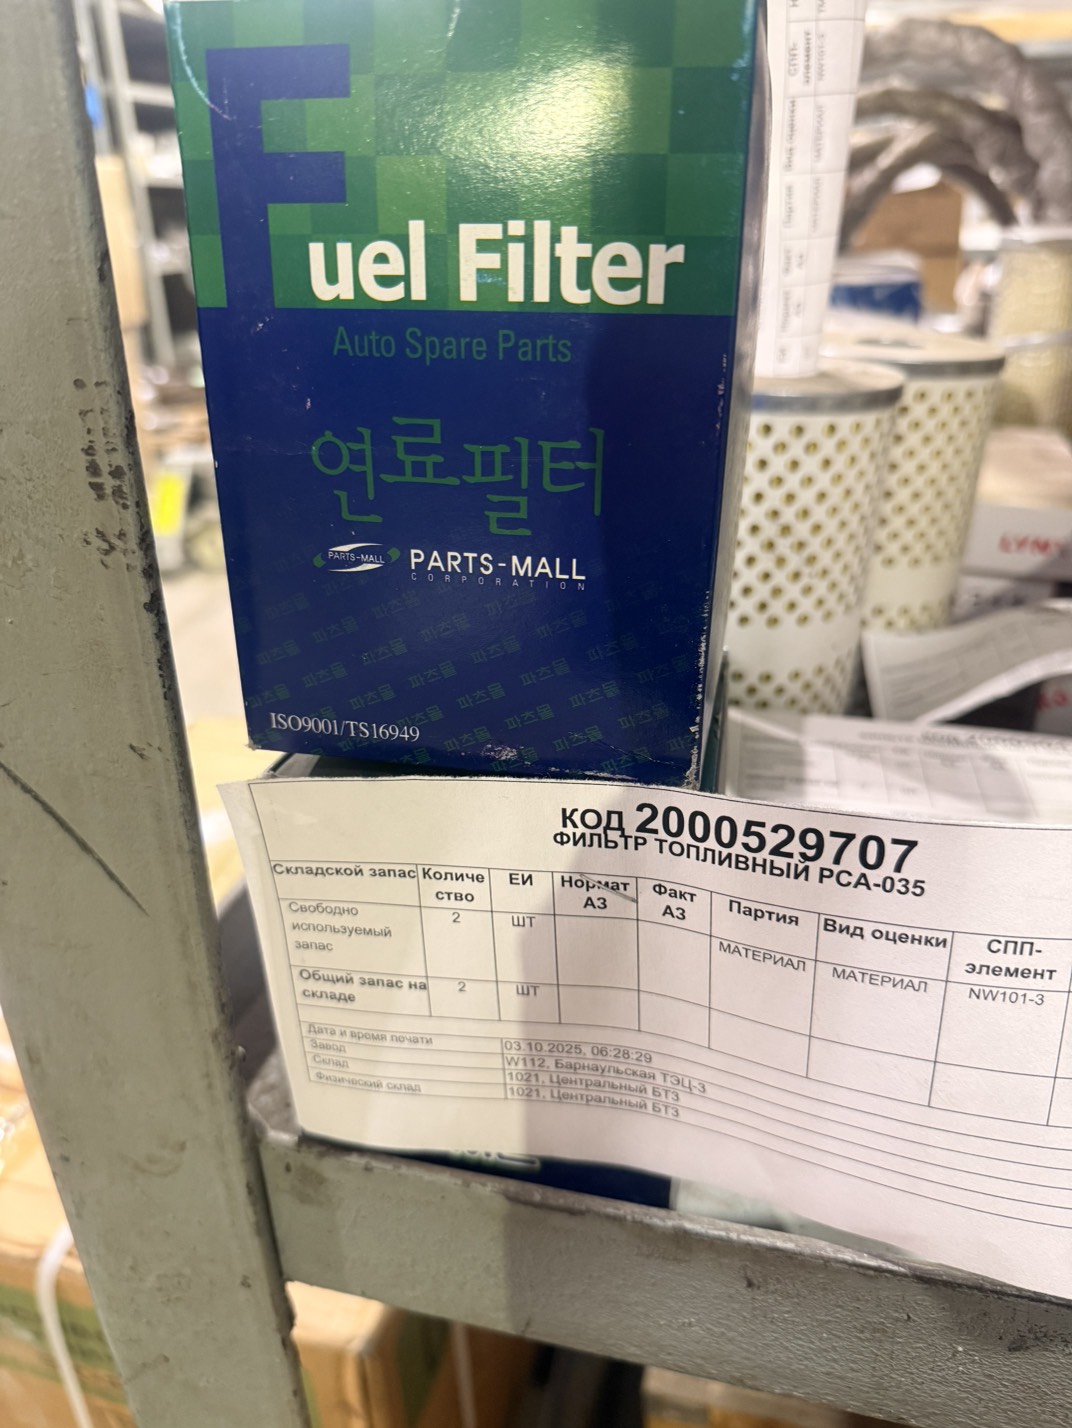 Fuel Filter
Auto Spare Parts
연료필터
PARTS-MALL PARTS-MALL
CORPORATION
ISO9001/TS16949
КОД 2000529707
ФИЛЬТР ТОПЛИВНЫЙ PCA-035
Складской запас Количе ство ЕИ Нормат АЗ Факт АЗ Партия Вид оценки СПП-элемент
Свободно используемый запас 2 ШТ МАТЕРИАЛ МАТЕРИАЛ NW101-3
Общий запас на складе 2 ШТ
Дата и время печати 03.10.2025, 06:28:29
Завод W112, Барнаульская ТЭЦ-3
Склад 1021, Центральный БТЗ
Физический склад 1021, Центральный БТЗ